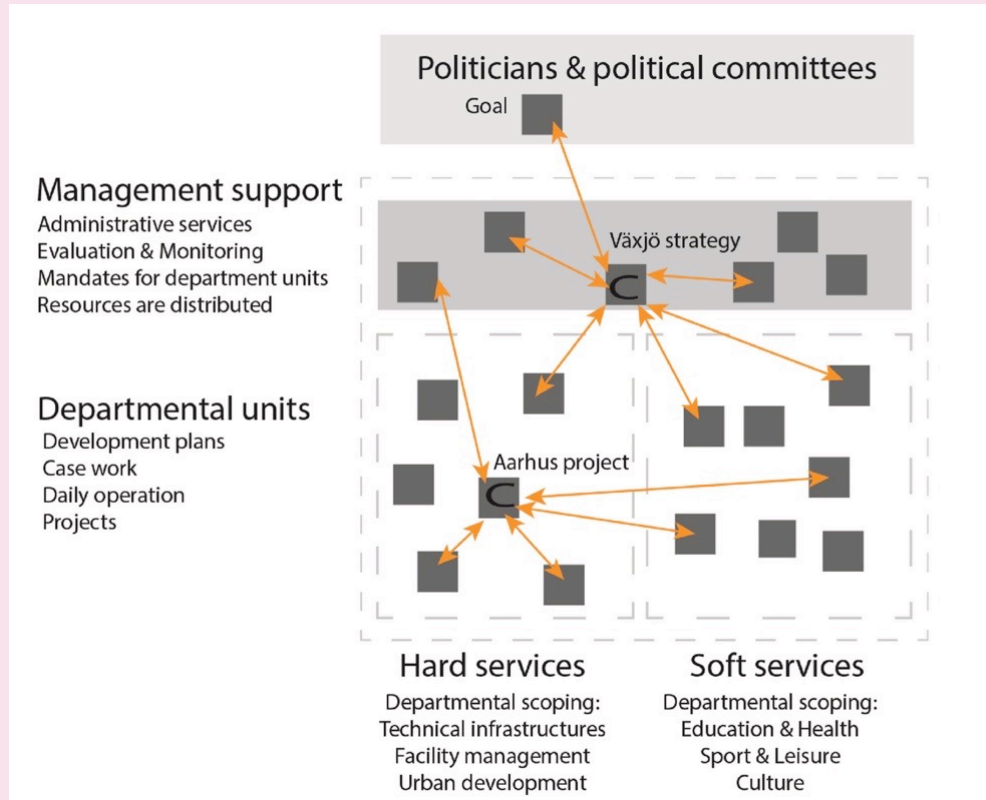 Politicians & political committees
Goal
Management support
Administrative services
Evaluation & Monitoring
Mandates for department units
Resources are distributed
Växjö strategy
C
Departmental units
Development plans
Case work
Daily operation
Projects
Aarhus project
C
Hard services
Departmental scoping:
Technical infrastructures
Facility management
Urban development
Soft services
Departmental scoping:
Education & Health
Sport & Leisure
Culture